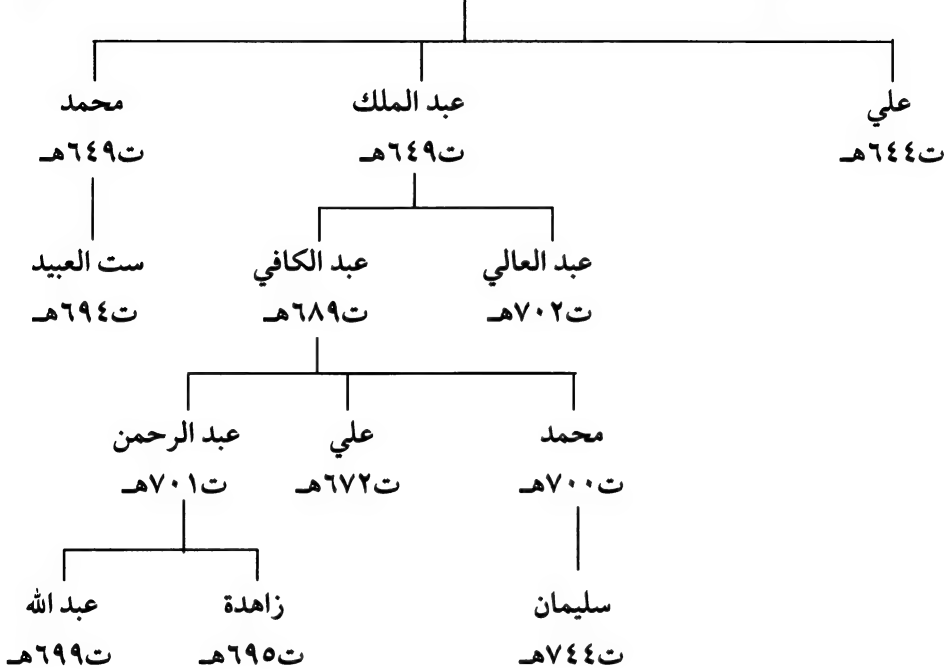 علي عبد الملك محمد
ت٦٤٤هـ ت٦٤٩هـ ت٦٤٩هـ
عبد العالي عبد الكافي ست العبيد
ت٧٠٢هـ ت٦٨٩هـ ت٦٩٤هـ
محمد علي عبد الرحمن
ت٧٠٠هـ ت٦٧٢هـ ت٧٠١هـ
سليمان زاهدة عبد الله
ت٧٤٤هـ ت٦٩٥هـ ت٦٩٩هـ